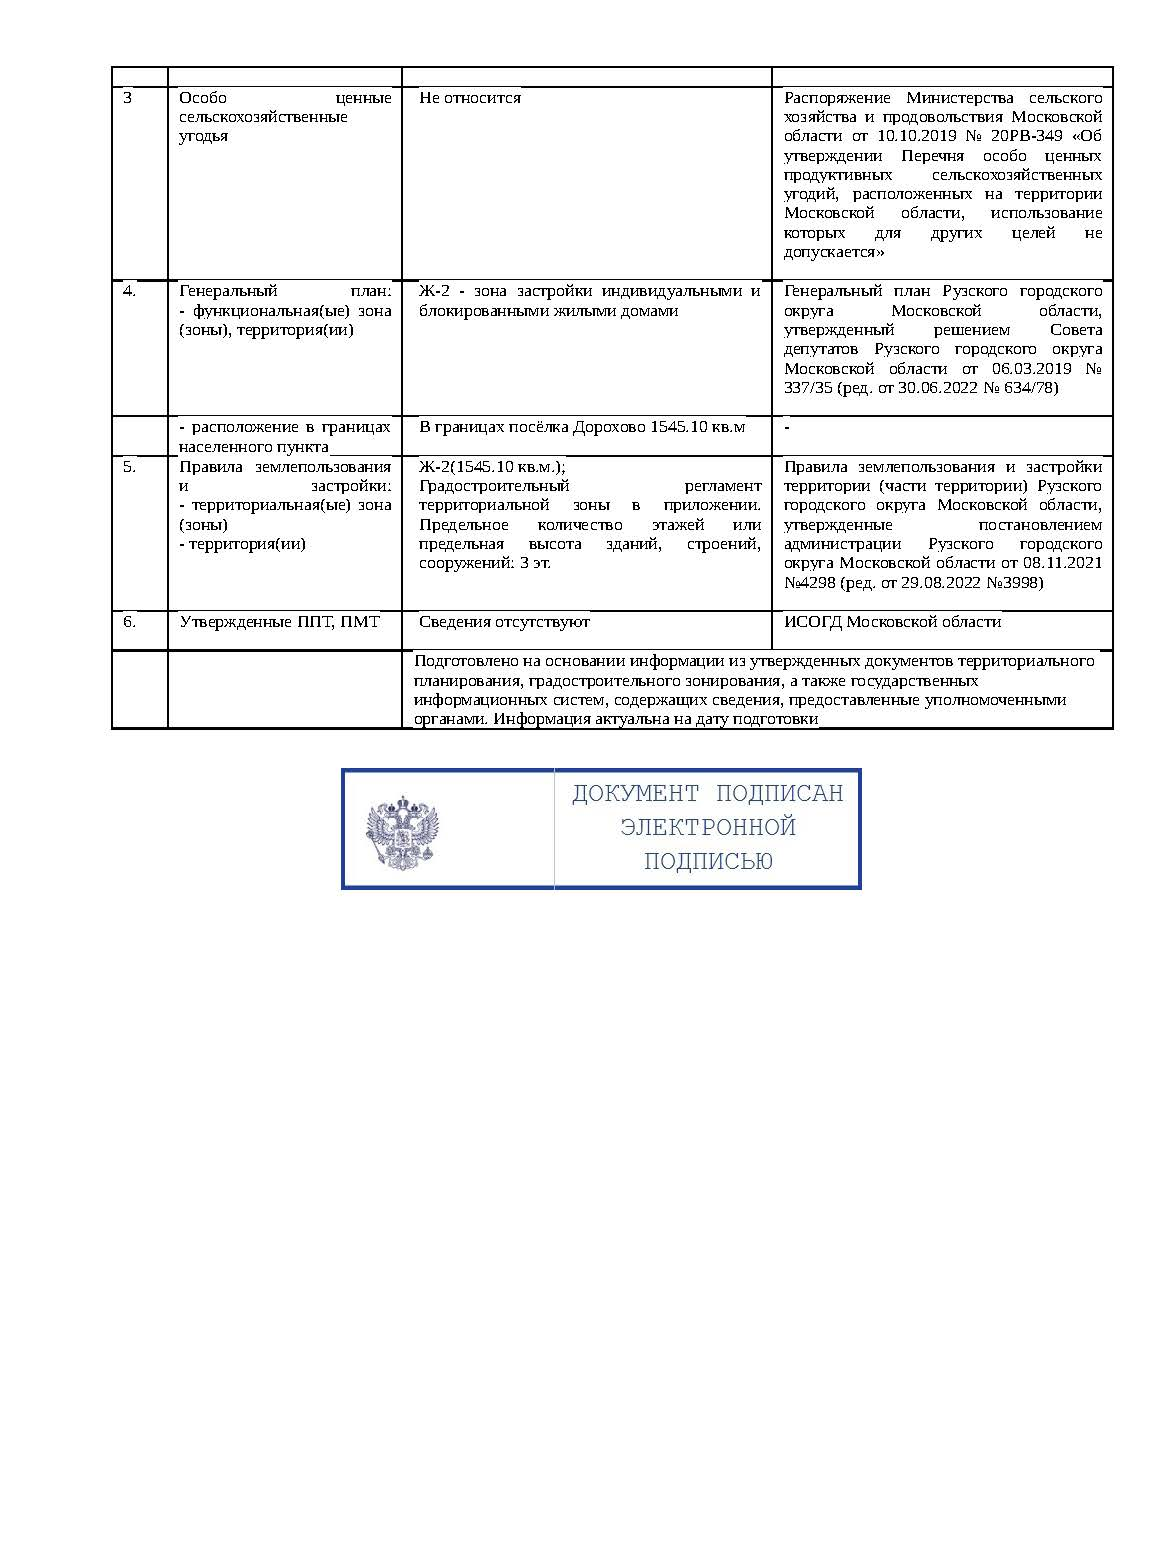 3
Особо ценные
сельскохозяйственные
угодья
Не относится
Распоряжение Министерства сельского
хозяйства и продовольствия Московской
области от 10.10.2019 № 20РВ-349 «Об
утверждении Перечня особо ценных
продуктивных сельскохозяйственных
угодий, расположенных на территории
Московской области, использование
которых для других целей не
допускается»
4.
Генеральный план:
- функциональная(ые) зона
(зоны), территория(ии)
Ж-2 - зона застройки индивидуальными и
блокированными жилыми домами
Генеральный план Рузского городского
округа Московской области,
утвержденный решением Совета
депутатов Рузского городского округа
Московской области от 06.03.2019 №
337/35 (ред. от 30.06.2022 № 634/78)
- расположение в границах
населенного пункта
В границах посёлка Дорохово 1545.10 кв.м
-
5.
Правила землепользования
и застройки:
- территориальная(ые) зона
(зоны)
- территория(ии)
Ж-2(1545.10 кв.м.);
Градостроительный регламент
территориальной зоны в приложении.
Предельное количество этажей или
предельная высота зданий, строений,
сооружений: 3 эт.
Правила землепользования и застройки
территории (части территории) Рузского
городского округа Московской области,
утвержденные постановлением
администрации Рузского городского
округа Московской области от 08.11.2021
№4298 (ред. от 29.08.2022 №3998)
6.
Утвержденные ППТ, ПМТ
Сведения отсутствуют
ИСОГД Московской области
Подготовлено на основании информации из утвержденных документов территориального
планирования, градостроительного зонирования, а также государственных
информационных систем, содержащих сведения, предоставленные уполномоченными
органами. Информация актуальна на дату подготовки
ДОКУМЕНТ ПОДПИСАН
ЭЛЕКТРОННОЙ
ПОДПИСЬЮ